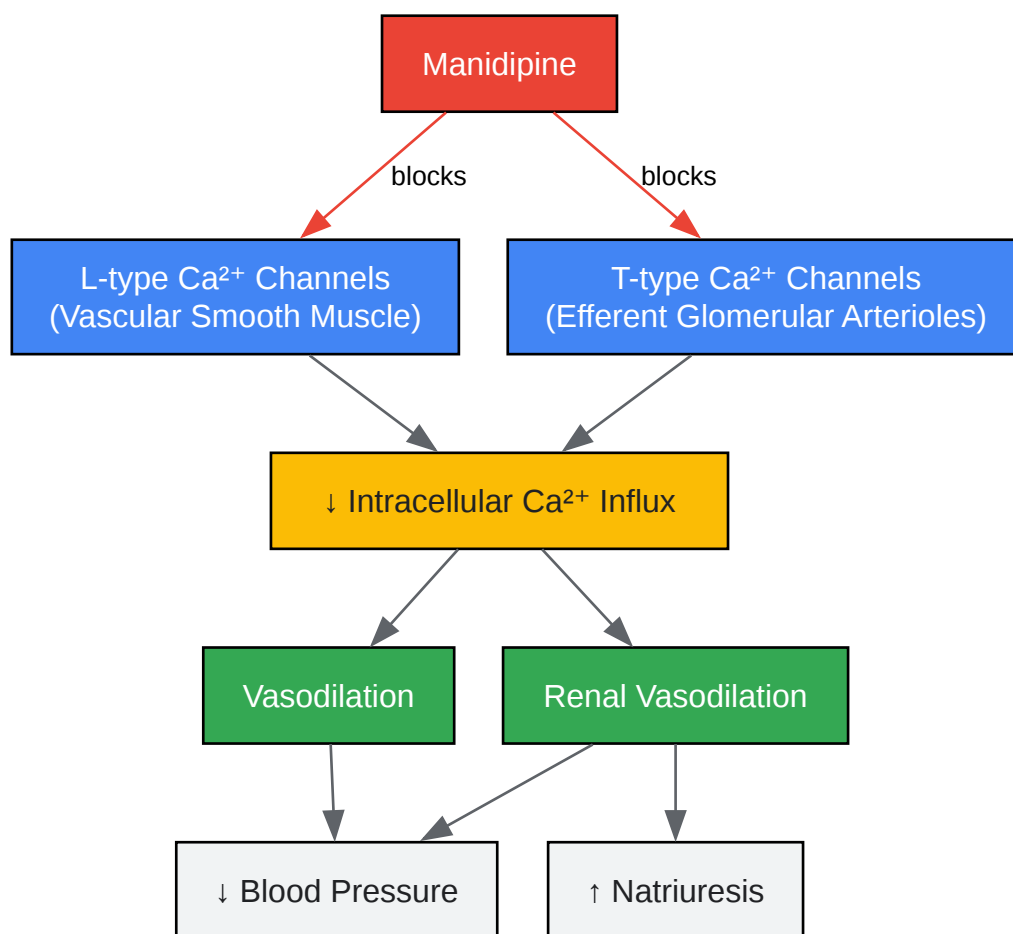 Manidipine
blocks
blocks
L-type Ca²⁺ Channels
(Vascular Smooth Muscle)
T-type Ca²⁺ Channels
(Efferent Glomerular Arterioles)
↓ Intracellular Ca²⁺ Influx
Vasodilation
Renal Vasodilation
↓ Blood Pressure
↑ Natriuresis